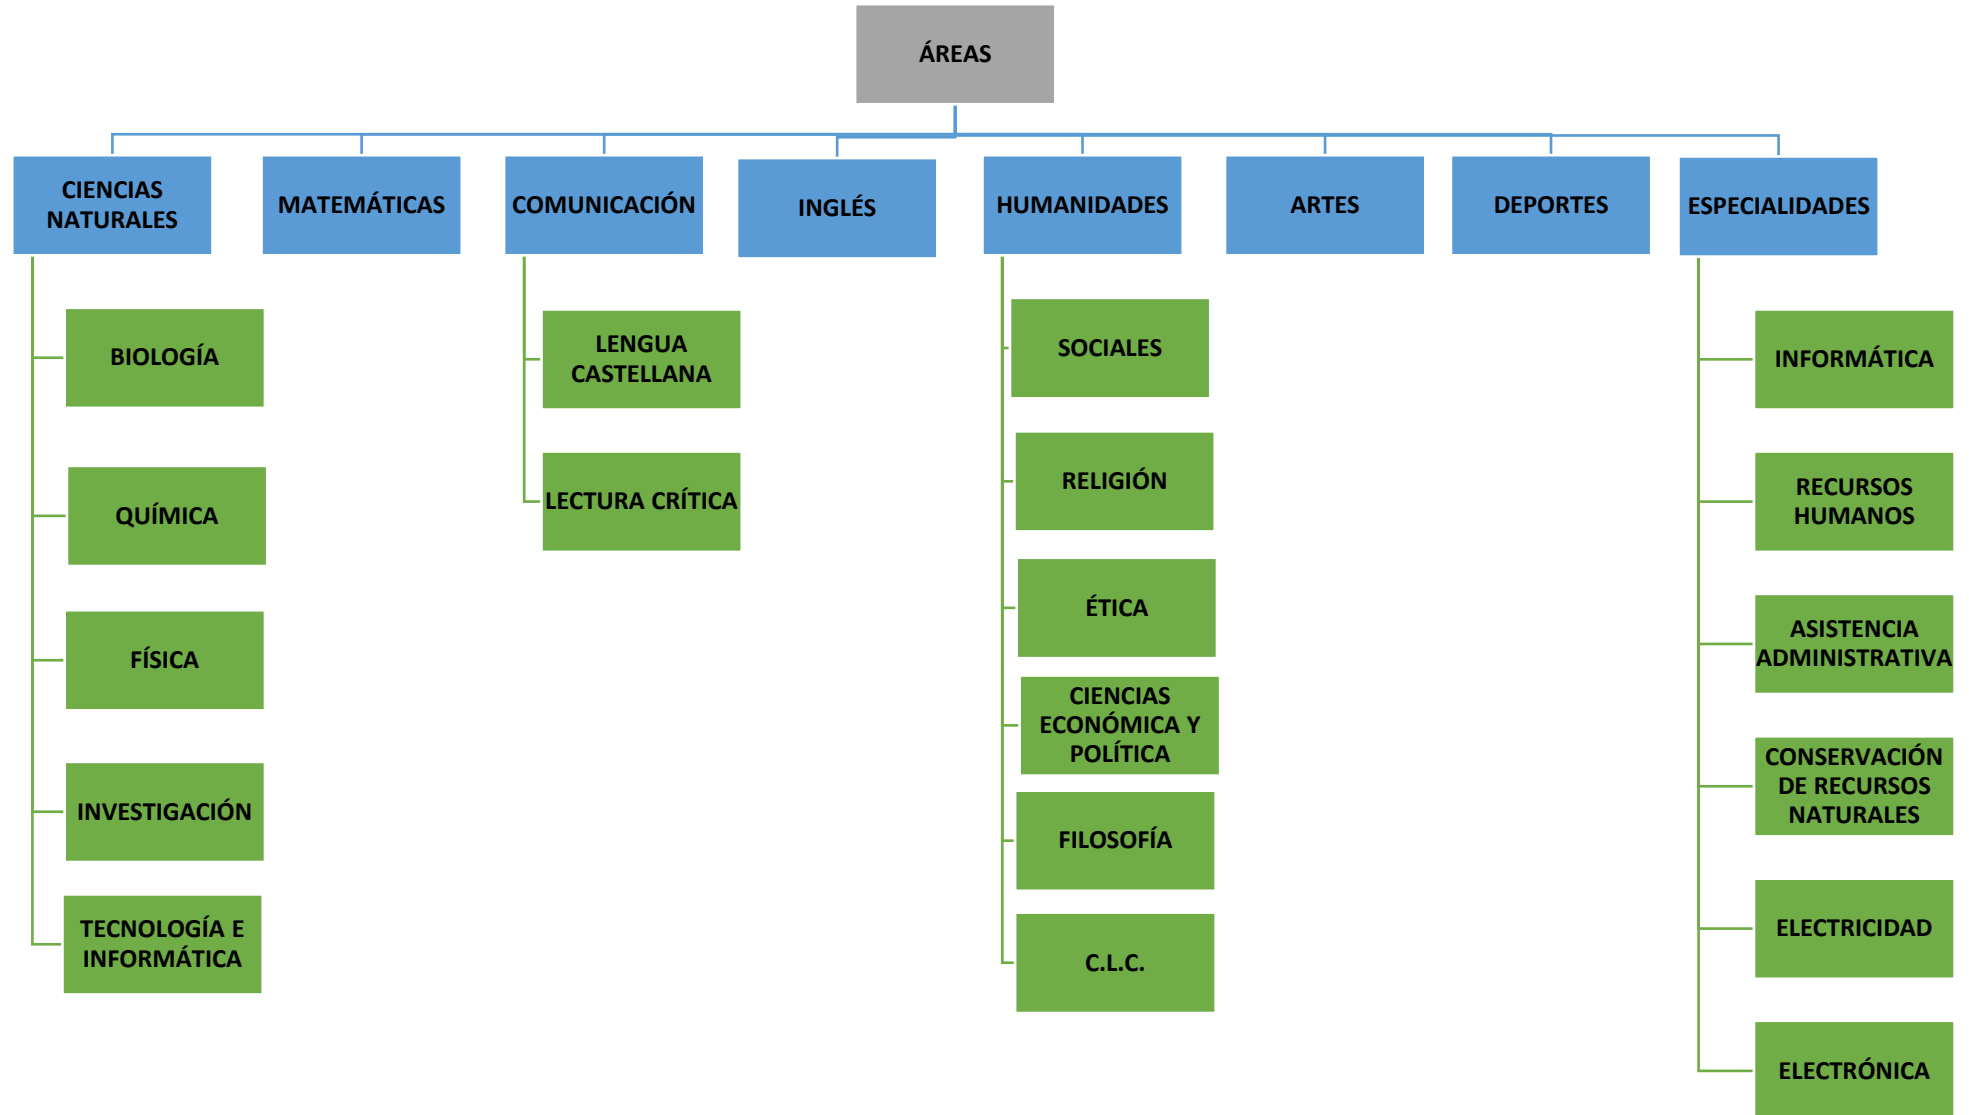 ÁREAS
CIENCIAS
NATURALES
MATEMÁTICAS
COMUNICACIÓN
INGLÉS
HUMANIDADES
ARTES
DEPORTES
ESPECIALIDADES
BIOLOGÍA
QUÍMICA
FÍSICA
INVESTIGACIÓN
TECNOLOGÍA E
INFORMÁTICA
LENGUA
CASTELLANA
LECTURA CRÍTICA
SOCIALES
RELIGIÓN
ÉTICA
CIENCIAS
ECONÓMICA Y
POLÍTICA
FILOSOFÍA
C.L.C.
INFORMÁTICA
RECURSOS
HUMANOS
ASISTENCIA
ADMINISTRATIVA
CONSERVACIÓN
DE RECURSOS
NATURALES
ELECTRICIDAD
ELECTRÓNICA